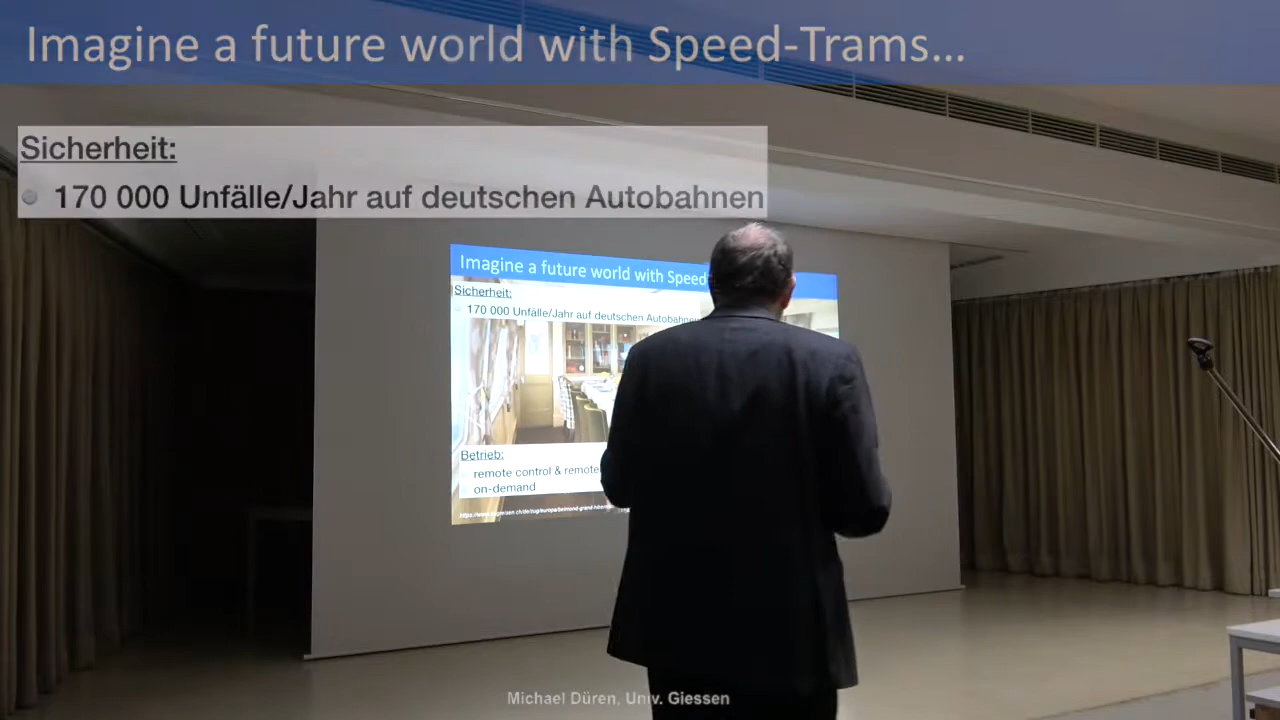 Imagine a future world with Speed-Trams...
Sicherheit:
170 000 Unfälle/Jahr auf deutschen Autobahnen
Imagine a future world with Speed
Sicherheit:
170 000 Unfälle/Jahr auf deutschen Autobahnen
Betrieb:
remote control & remote
on-demand
Michael Düren, Univ. Giessen